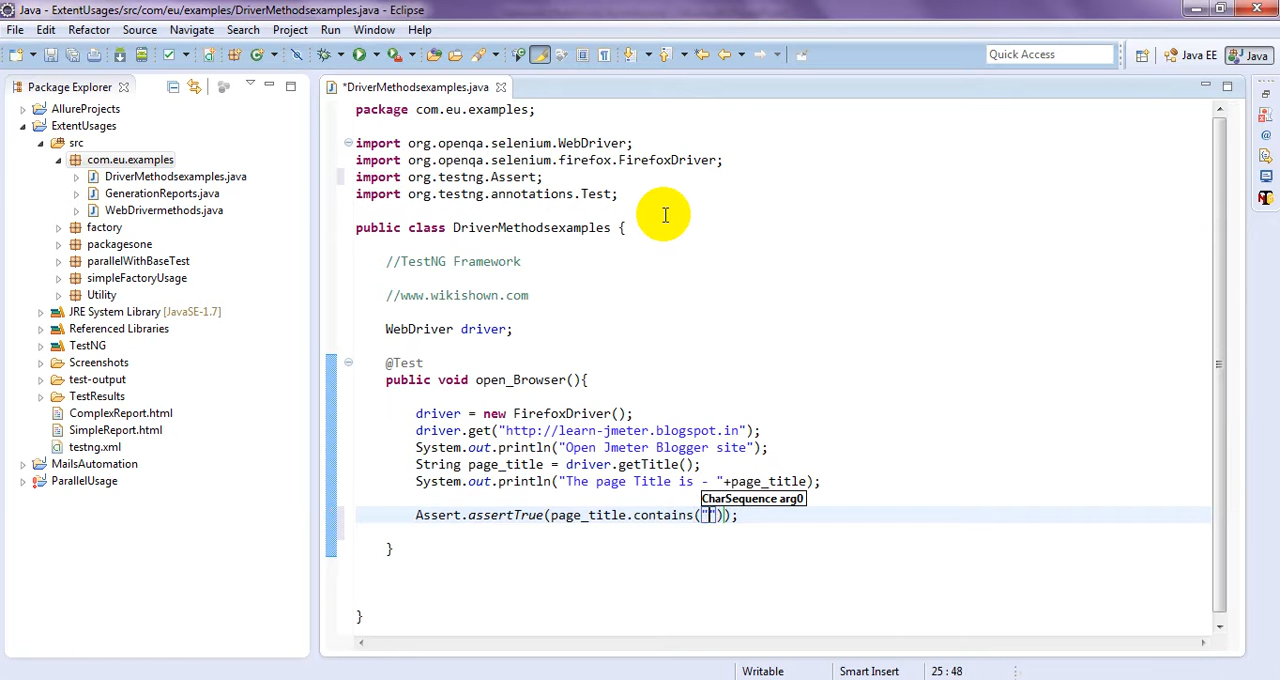 Java - ExtentUsages/src/com/eu/examples/DriverMethodsexamples.java - Eclipse
File Edit Refactor Source Navigate Search Project Run Window Help
Quick Access
Java EE
Java
Package Explorer
*DriverMethodsexamples.java
AllureProjects
ExtentUsages
src
com.eu.examples
DriverMethodsexamples.java
GenerationReports.java
WebDrivermethods.java
factory
packagesone
parallelWithBaseTest
simpleFactoryUsage
Utility
JRE System Library [JavaSE-1.7]
Referenced Libraries
TestNG
Screenshots
test-output
TestResults
ComplexReport.html
SimpleReport.html
testng.xml
MailsAutomation
ParallelUsage
package com.eu.examples;
import org.openqa.selenium.WebDriver;
import org.openqa.selenium.firefox.FirefoxDriver;
import org.testng.Assert;
import org.testng.annotations.Test;
public class DriverMethodsexamples {
//TestNG Framework
//www.wikishown.com
WebDriver driver;
@Test
public void open_Browser(){
driver = new FirefoxDriver();
driver.get("http://learn-jmeter.blogspot.in");
System.out.println("Open Jmeter Blogger site");
String page_title = driver.getTitle();
System.out.println("The page Title is - "+page_title);
CharSequence arg0
Assert.assertTrue(page_title.contains(""));
}
}
Writable
Smart Insert
25 : 48